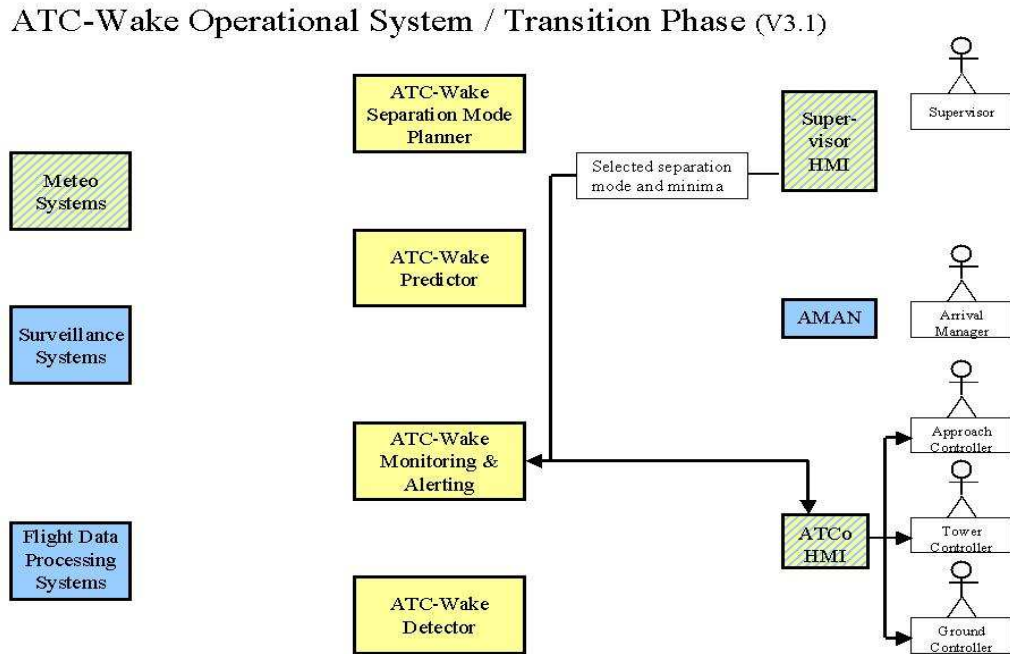 ATC-Wake Operational System / Transition Phase (V3.1)
ATC-Wake
Separation Mode
Planner
Super-
visor
HMI
Supervisor
Selected separation
mode and minima
Meteo
Systems
ATC-Wake
Predictor
Surveillance
Systems
AMAN
Arrival
Manager
ATC-Wake
Monitoring &
Alerting
Approach
Controller
Flight Data
Processing
Systems
ATCo
HMI
Tower
Controller
ATC-Wake
Detector
Ground
Controller